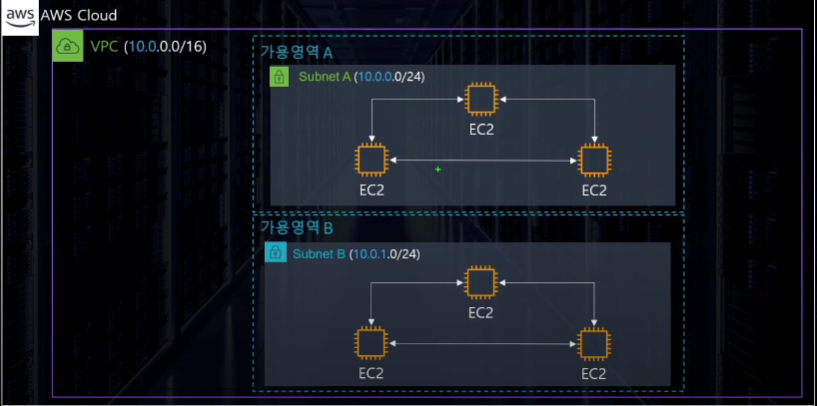 aws AWS Cloud
VPC (10.0.0.0/16)
가용영역 A
Subnet A (10.0.0.0/24)
EC2
EC2
EC2
가용영역 B
Subnet B (10.0.1.0/24)
EC2
EC2
EC2